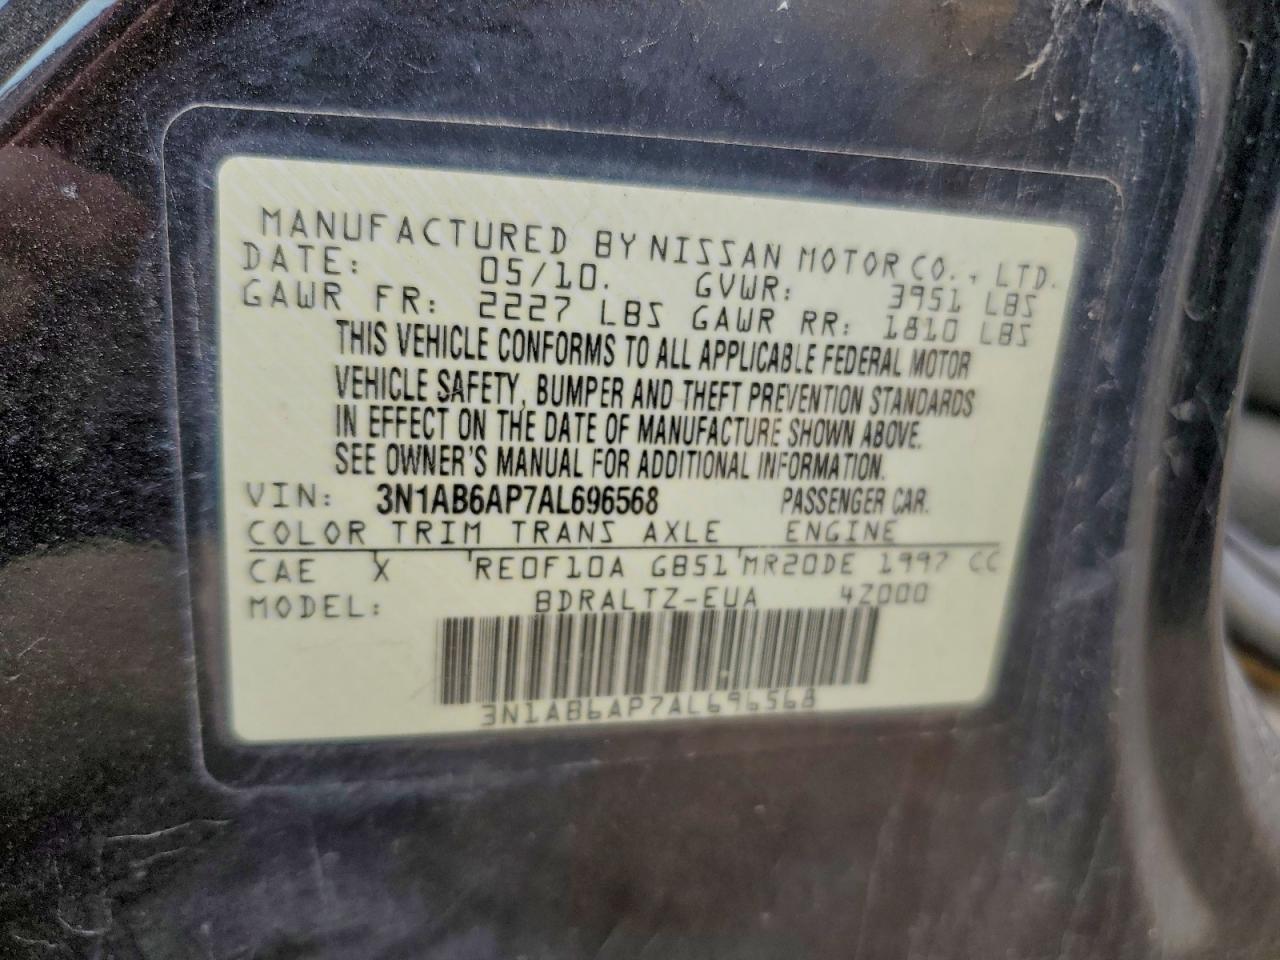 MANUFACTURED BY NISSAN MOTOR CO., LTD.
DATE: 05/10. GVWR: 3951 LBS
GAWR FR: 2227 LBS GAWR RR: 1810 LBS
THIS VEHICLE CONFORMS TO ALL APPLICABLE FEDERAL MOTOR
VEHICLE SAFETY, BUMPER AND THEFT PREVENTION STANDARDS
IN EFFECT ON THE DATE OF MANUFACTURE SHOWN ABOVE.
SEE OWNER'S MANUAL FOR ADDITIONAL INFORMATION.
VIN: 3N1AB6AP7AL696568 PASSENGER CAR.
COLOR TRIM TRANS AXLE ENGINE
CAE X RE0F10A GB51 MR20DE 1997 CC
MODEL: BDRALTZ-EUA 4Z000
3N1AB6AP7AL696568